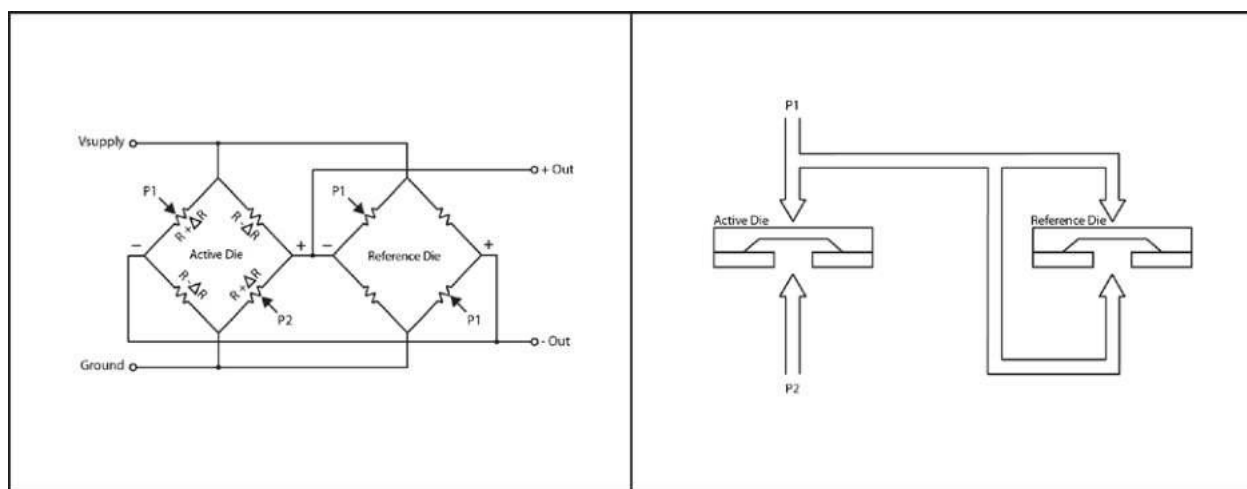 Vsupply
+ Out
P1
P1
R + ΔR
R - ΔR
−
+
−
+
Active Die
Reference Die
R - ΔR
R + ΔR
P2
P1
- Out
Ground
P1
Active Die
Reference Die
P2